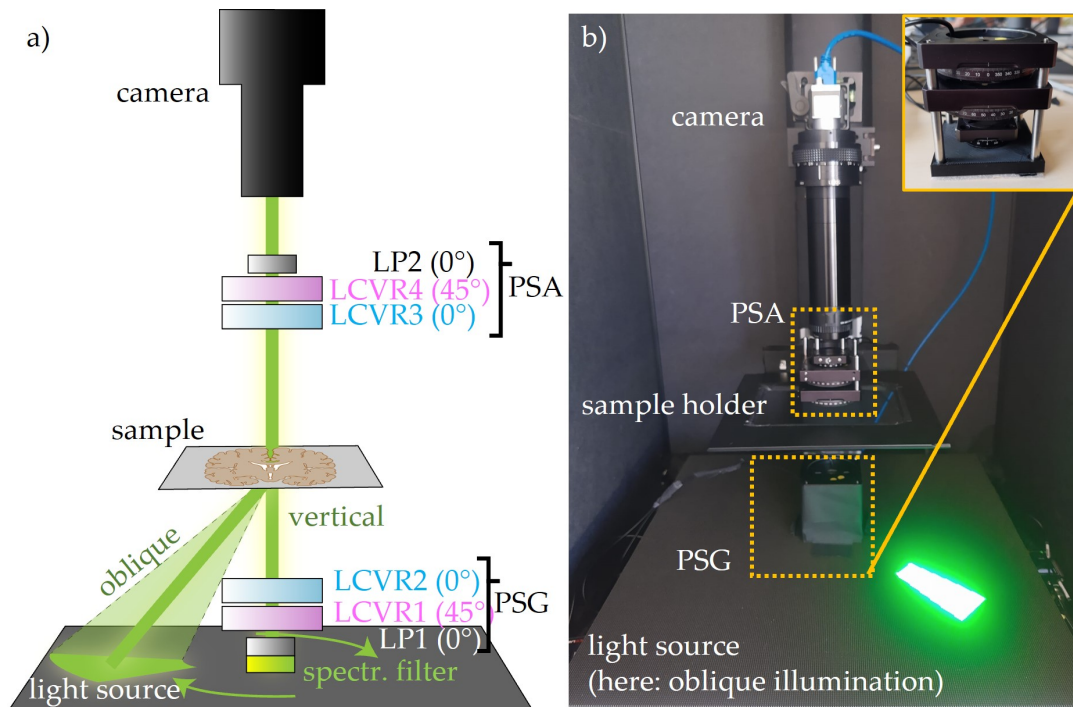 a)
camera
LP2 (0°)
LCVR4 (45°)
LCVR3 (0°)
PSA
sample
oblique
vertical
LCVR2 (0°)
LCVR1 (45°)
LP1 (0°)
PSG
spectr. filter
light source
b)
camera
PSA
sample holder
PSG
light source
(here: oblique illumination)